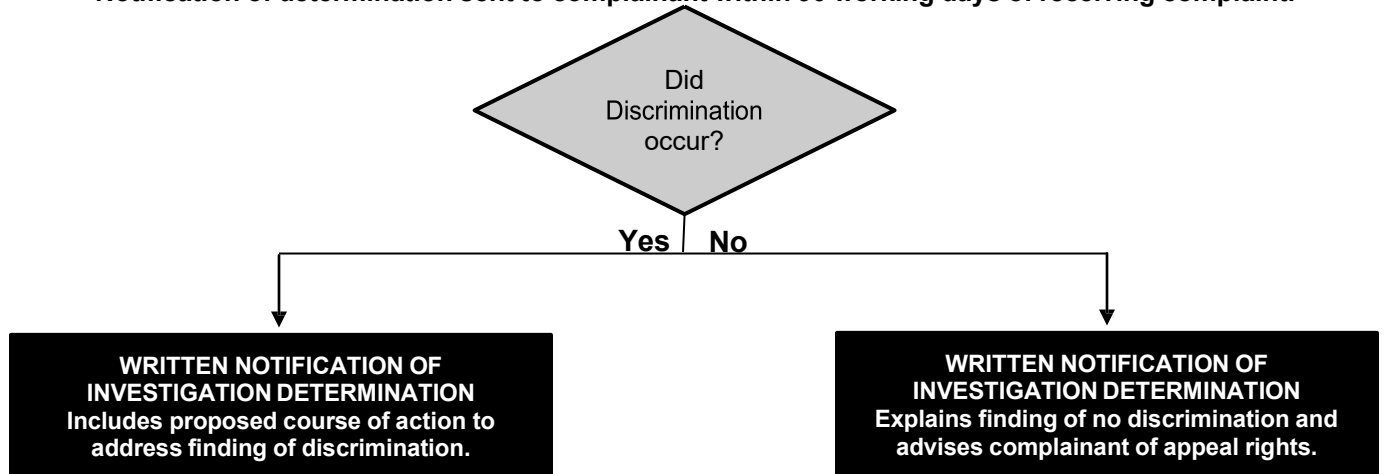 Notification of determination sent to complainant within working days of receiving complaint.
Did
Discrimination
occur?
Yes No
WRITTEN NOTIFICATION OF
INVESTIGATION DETERMINATION
Includes proposed course of action to
address finding of discrimination.
WRITTEN NOTIFICATION OF
INVESTIGATION DETERMINATION
Explains finding of no discrimination and
advises complainant of appeal rights.